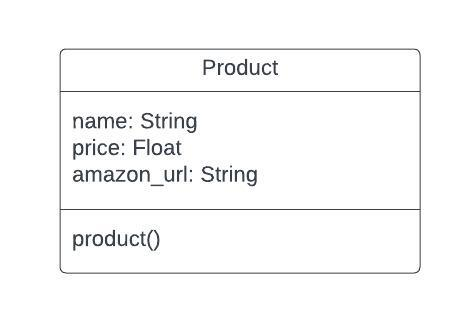 Product
name: String
price: Float
amazon_url: String
product()